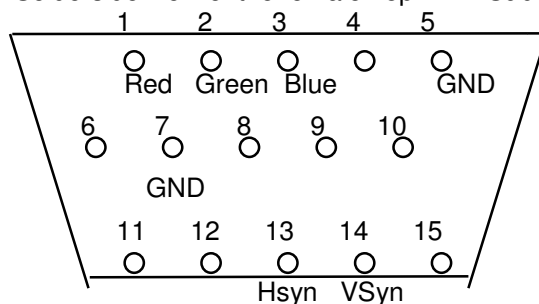 1 2 3 4 5
Red Green Blue GND
6 7 8 9 10
GND
11 12 13 14 15
Hsyn VSyn